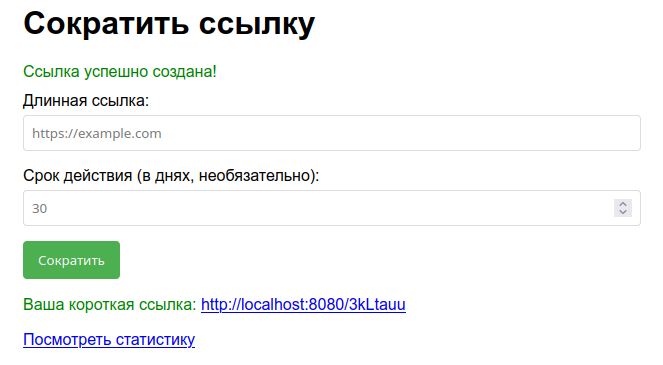 Сократить ссылку
Ссылка успешно создана!
Длинная ссылка:
https://example.com
Срок действия (в днях, необязательно):
30
Сократить
Ваша короткая ссылка: http://localhost:8080/3kLtauu
Посмотреть статистику